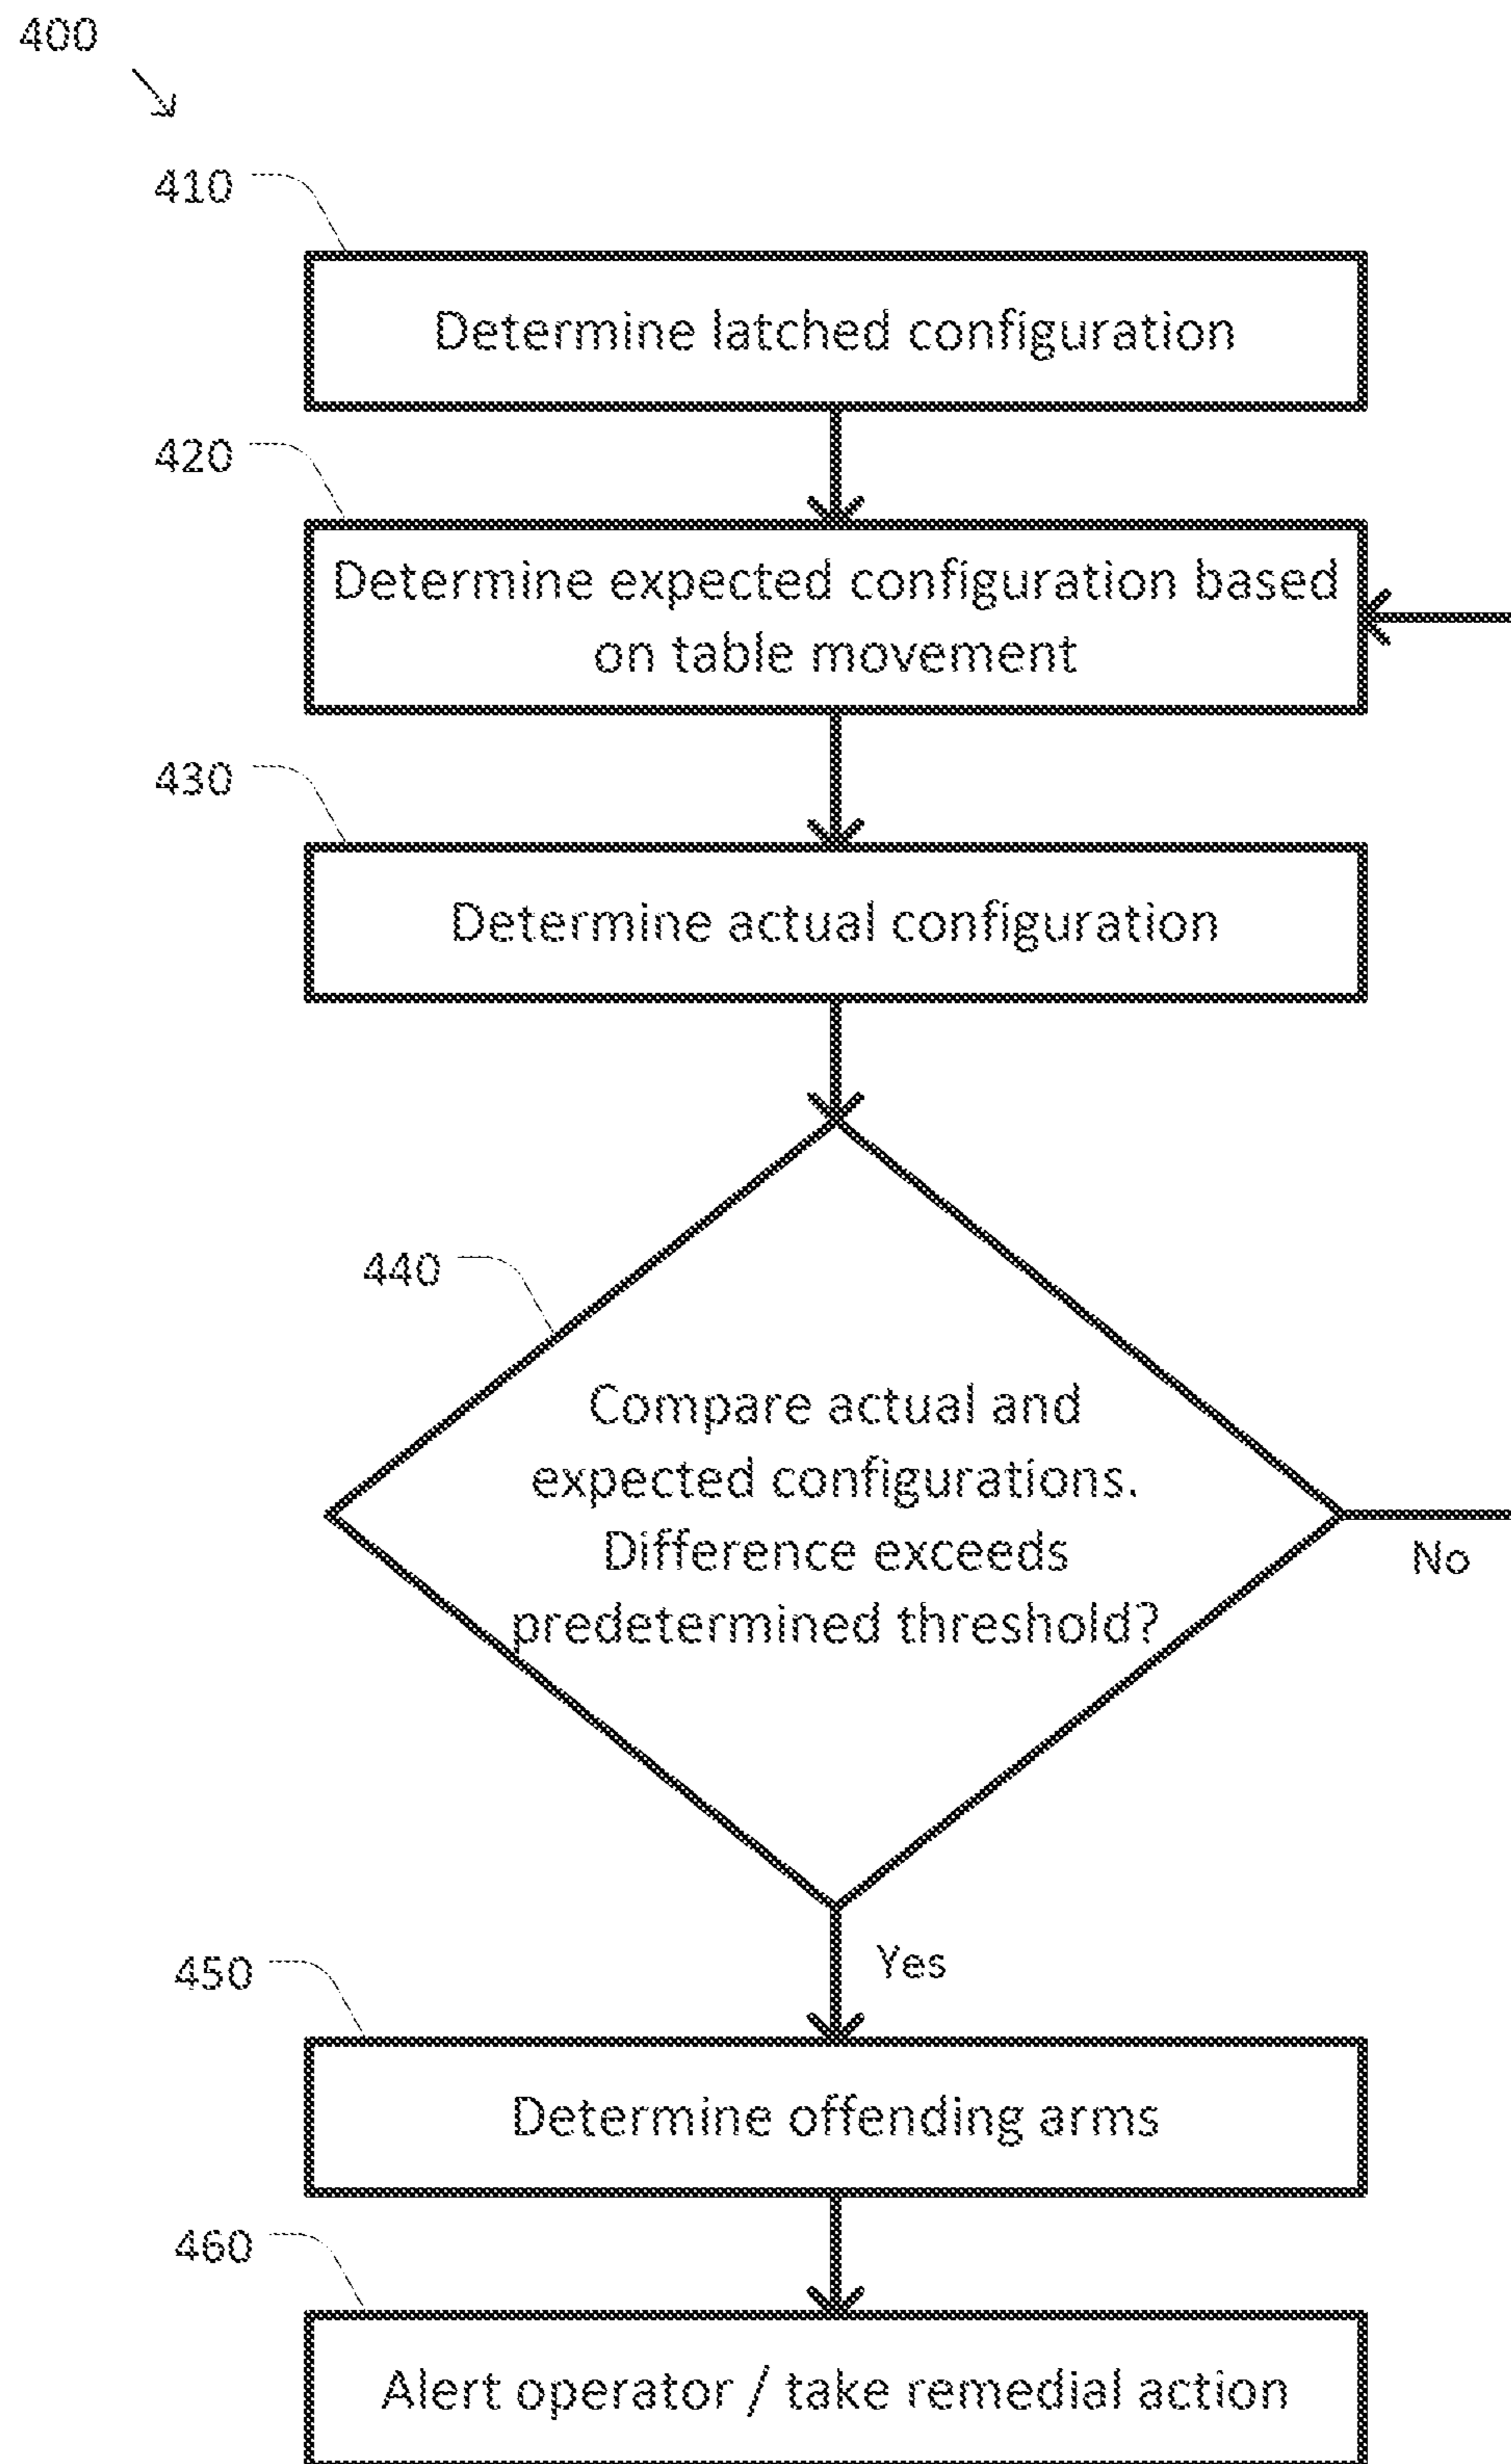 400
410
Determine latched configuration
420
Determine expected configuration based
on table movement
430
Determine actual configuration
440
Compare actual and
expected configurations.
Difference exceeds
predetermined threshold?
No
Yes
450
Determine offending arms
460
Alert operator / take remedial action